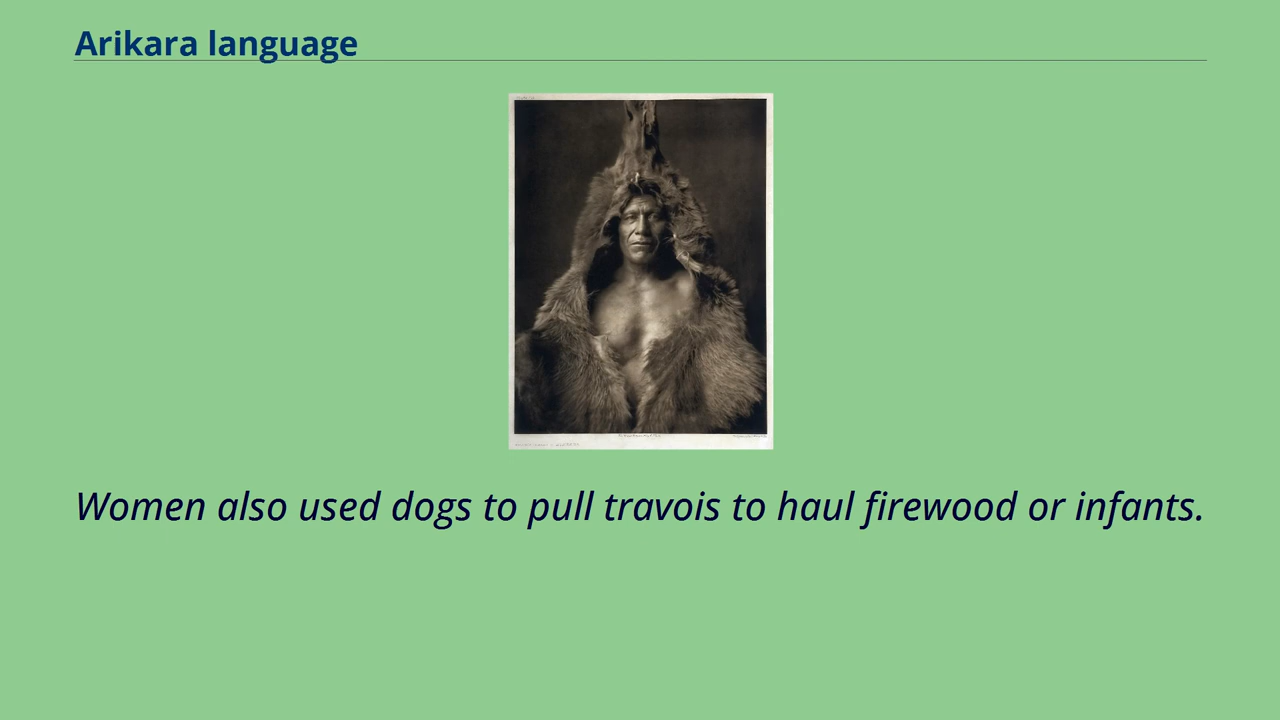 Arikara language
Women also used dogs to pull travois to haul firewood or infants.